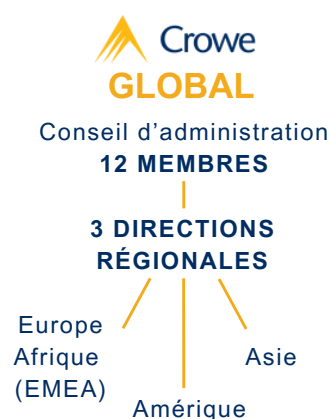 Crowe
GLOBAL
Conseil d’administration
12 MEMBRES
3 DIRECTIONS
RÉGIONALES
Europe
Afrique
(EMEA)
Amérique
Asie